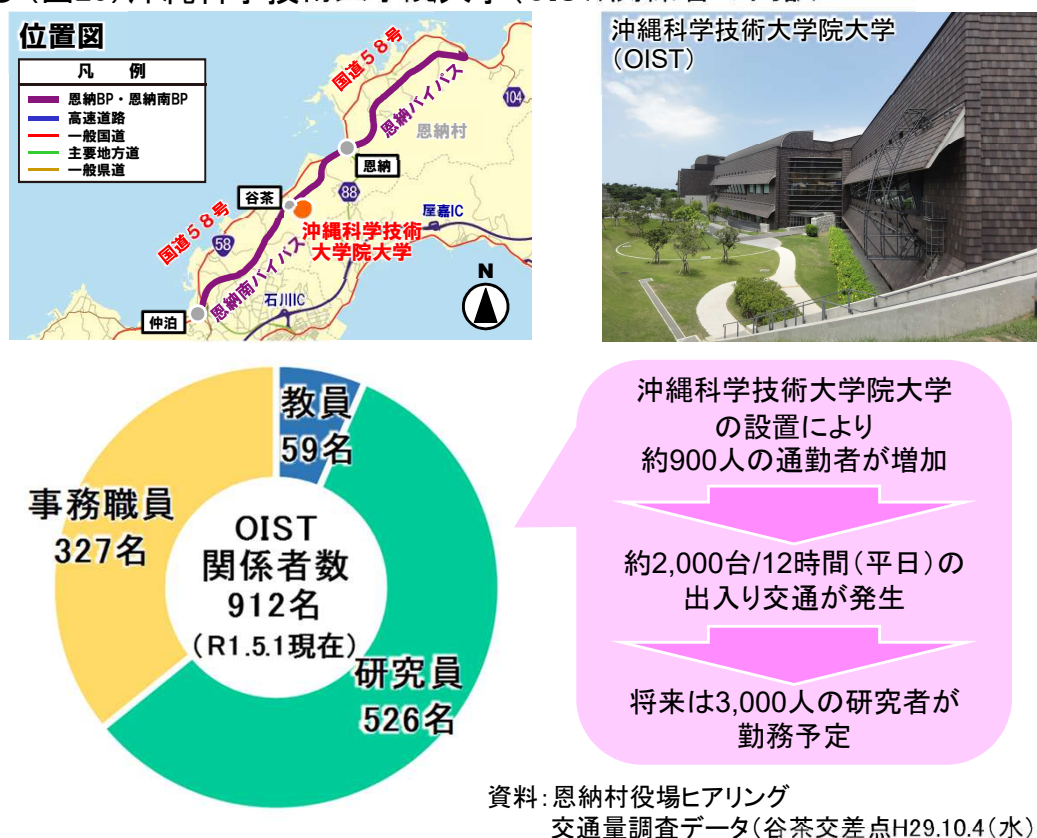 位置図
凡 例
恩納BP・恩納南BP
高速道路
一般国道
主要地方道
一般県道
国道58号
恩納バイパス
104
恩納村
恩納
谷茶
88
屋嘉IC
国道58号
58
沖縄科学技術
大学院大学
恩納南バイパス
石川IC
仲泊
N
沖縄科学技術大学院大学
(OIST)
教員
59名
事務職員
327名
OIST
関係者数
912名
(R1.5.1現在)
研究員
526名
沖縄科学技術大学院大学
の設置により
約900人の通勤者が増加
約2,000台/12時間(平日)の
出入り交通が発生
将来は3,000人の研究者が
勤務予定
資料:恩納村役場ヒアリング
交通量調査データ(谷茶交差点H29.10.4(水)